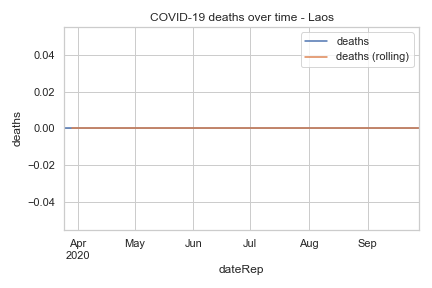 COVID-19 deaths over time - Laos
deaths
deaths (rolling)
0.04
0.02
0.00
−0.02
−0.04
deaths
Apr
2020
May
Jun
Jul
Aug
Sep
dateRep